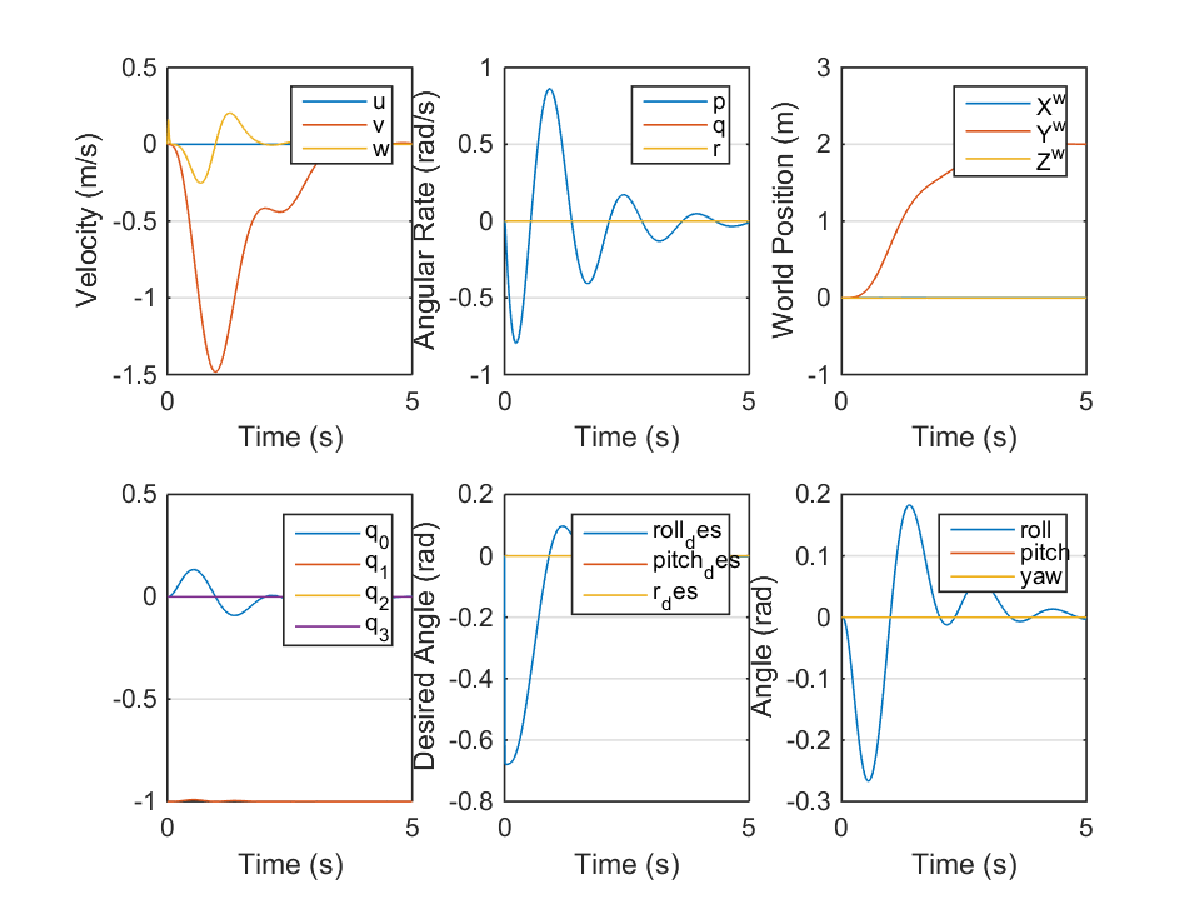 0.5
0
-0.5
-1
-1.5
0
5
Velocity (m/s)
Time (s)
u
v
w
1
0.5
0
-0.5
-1
0
5
Angular Rate (rad/s)
Time (s)
p
q
r
3
2
1
0
-1
0
5
World Position (m)
Time (s)
X^w
Y^w
Z^w
0.5
0
-0.5
-1
0
5
Time (s)
q_0
q_1
q_2
q_3
0.2
0
-0.2
-0.4
-0.6
-0.8
0
5
Desired Angle (rad)
Time (s)
roll_des
pitch_des
r_des
0.2
0.1
0
-0.1
-0.2
-0.3
0
5
Angle (rad)
Time (s)
roll
pitch
yaw